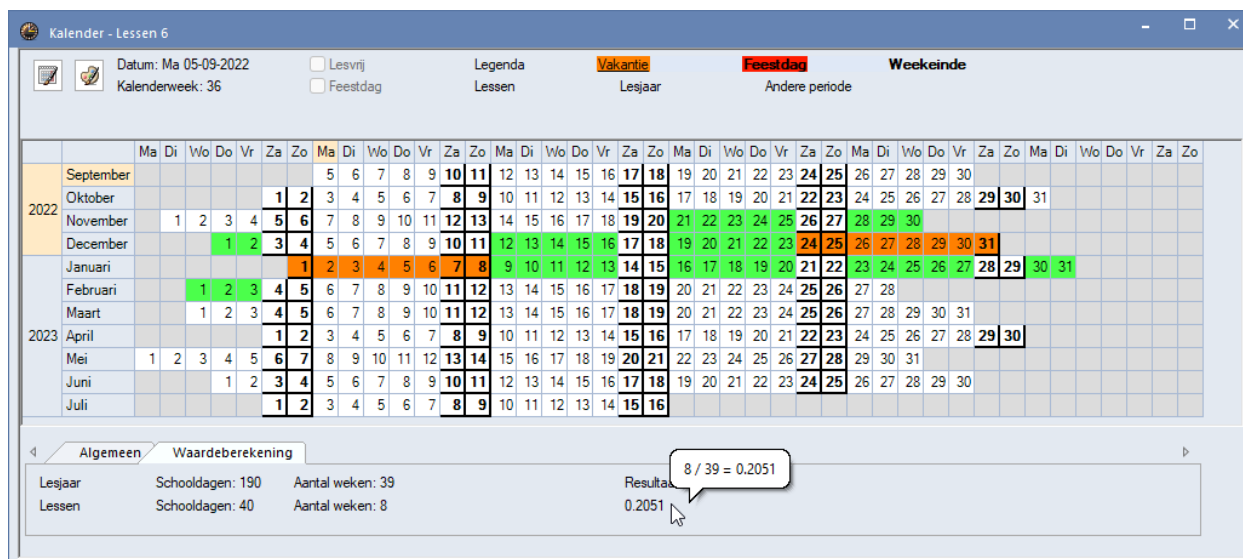 Kalender - Lessen 6
Datum: Ma 05-09-2022 Lesvrij Legenda Vakantie Feestdag Weekeinde
Kalenderweek: 36 Feestdag Lessen Lesjaar Andere periode
Ma Di Wo Do Vr Za Zo Ma Di Wo Do Vr Za Zo Ma Di Wo Do Vr Za Zo Ma Di Wo Do Vr Za Zo Ma Di Wo Do Vr Za Zo Ma Di Wo Do Vr Za Zo
September 5 6 7 8 9 10 11 12 13 14 15 16 17 18 19 20 21 22 23 24 25 26 27 28 29 30
Oktober 1 2 3 4 5 6 7 8 9 10 11 12 13 14 15 16 17 18 19 20 21 22 23 24 25 26 27 28 29 30 31
2022
November 1 2 3 4 5 6 7 8 9 10 11 12 13 14 15 16 17 18 19 20 21 22 23 24 25 26 27 28 29 30
December 1 2 3 4 5 6 7 8 9 10 11 12 13 14 15 16 17 18 19 20 21 22 23 24 25 26 27 28 29 30 31
Januari 1 2 3 4 5 6 7 8 9 10 11 12 13 14 15 16 17 18 19 20 21 22 23 24 25 26 27 28 29 30 31
Februari 1 2 3 4 5 6 7 8 9 10 11 12 13 14 15 16 17 18 19 20 21 22 23 24 25 26 27 28
Maart 1 2 3 4 5 6 7 8 9 10 11 12 13 14 15 16 17 18 19 20 21 22 23 24 25 26 27 28 29 30 31
2023 April 1 2 3 4 5 6 7 8 9 10 11 12 13 14 15 16 17 18 19 20 21 22 23 24 25 26 27 28 29 30
Mei 1 2 3 4 5 6 7 8 9 10 11 12 13 14 15 16 17 18 19 20 21 22 23 24 25 26 27 28 29 30 31
Juni 1 2 3 4 5 6 7 8 9 10 11 12 13 14 15 16 17 18 19 20 21 22 23 24 25 26 27 28 29 30
Juli 1 2 3 4 5 6 7 8 9 10 11 12 13 14 15 16
Algemeen Waardeberekening
8 / 39 = 0.2051
Lesjaar Schooldagen: 190 Aantal weken: 39
Lessen Schooldagen: 40 Aantal weken: 8 0.2051